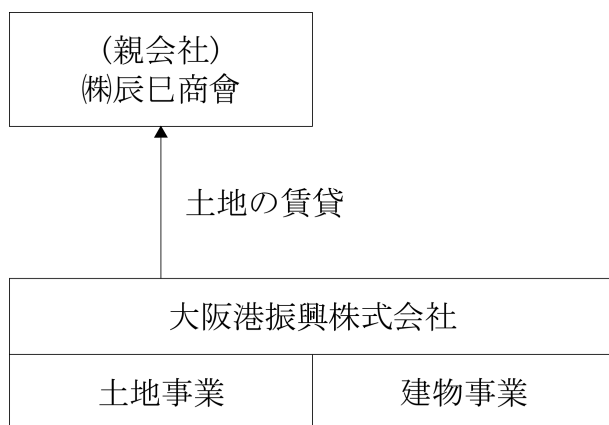 (親会社)
㈱辰巳商會
土地の賃貸
大阪港振興株式会社
土地事業
建物事業